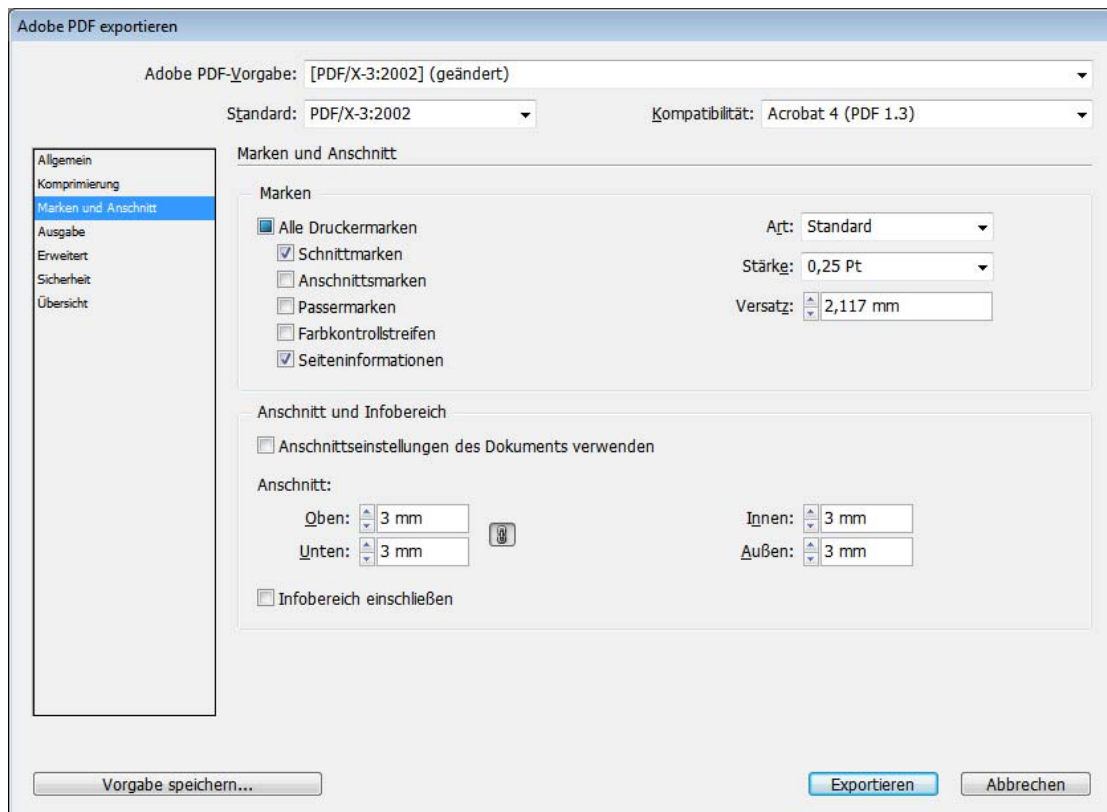 Adobe PDF exportieren
Adobe PDF-Vorgabe: [PDF/X-3:2002] (geändert)
Standard: PDF/X-3:2002 Kompatibilität: Acrobat 4 (PDF 1.3)
Allgemein
Komprimierung
Marken und Anschnitt
Ausgabe
Erweitert
Sicherheit
Übersicht
Marken und Anschnitt
Marken
Alle Druckermarken
Schnittmarken
Anschnittsmarken
Passermarken
Farbkontrollstreifen
Seiteninformationen
Art: Standard
Stärke: 0,25 Pt
Versatz: 2,117 mm
Anschnitt und Infobereich
Anschnittseinstellungen des Dokuments verwenden
Anschnitt:
Oben: 3 mm
Unten: 3 mm
Innen: 3 mm
Außen: 3 mm
Infobereich einschließen
Vorgabe speichern... Exportieren Abbrechen